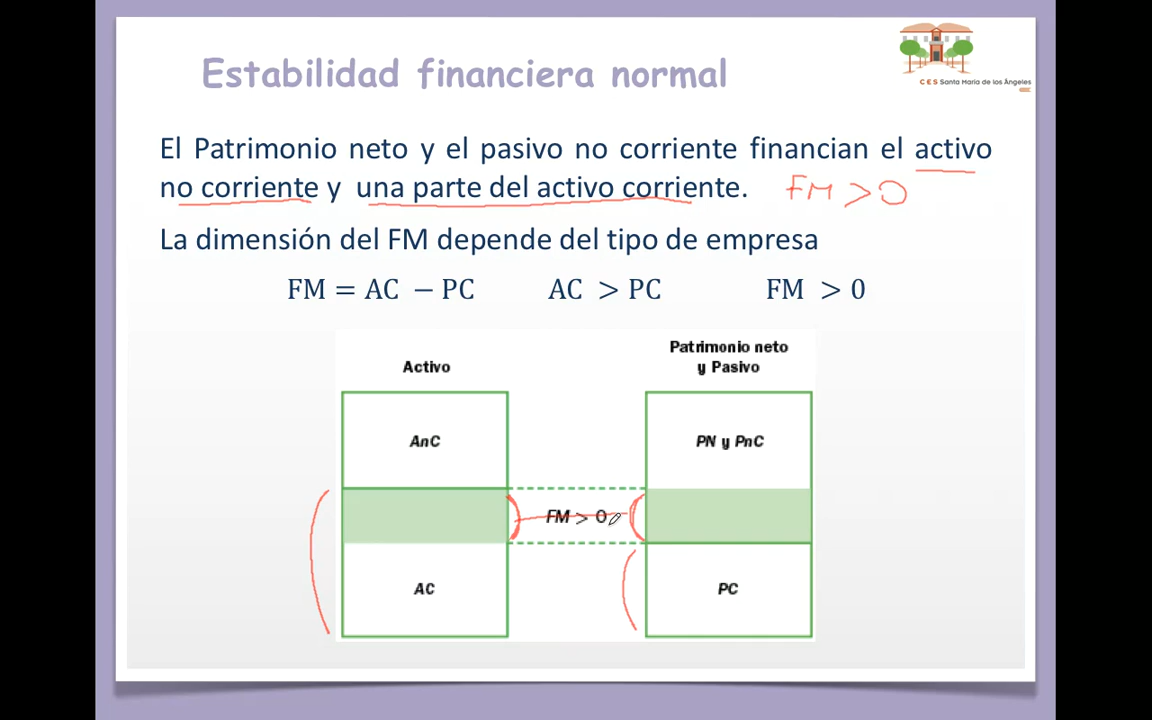 Estabilidad financiera normal
C E S Santa María de los Ángeles
El Patrimonio neto y el pasivo no corriente financian el activo
no corriente y una parte del activo corriente. FM > 0
La dimensión del FM depende del tipo de empresa
FM = AC − PC AC > PC FM > 0
Activo
Patrimonio neto
y Pasivo
AnC
PN y PnC
FM > 0
AC
PC